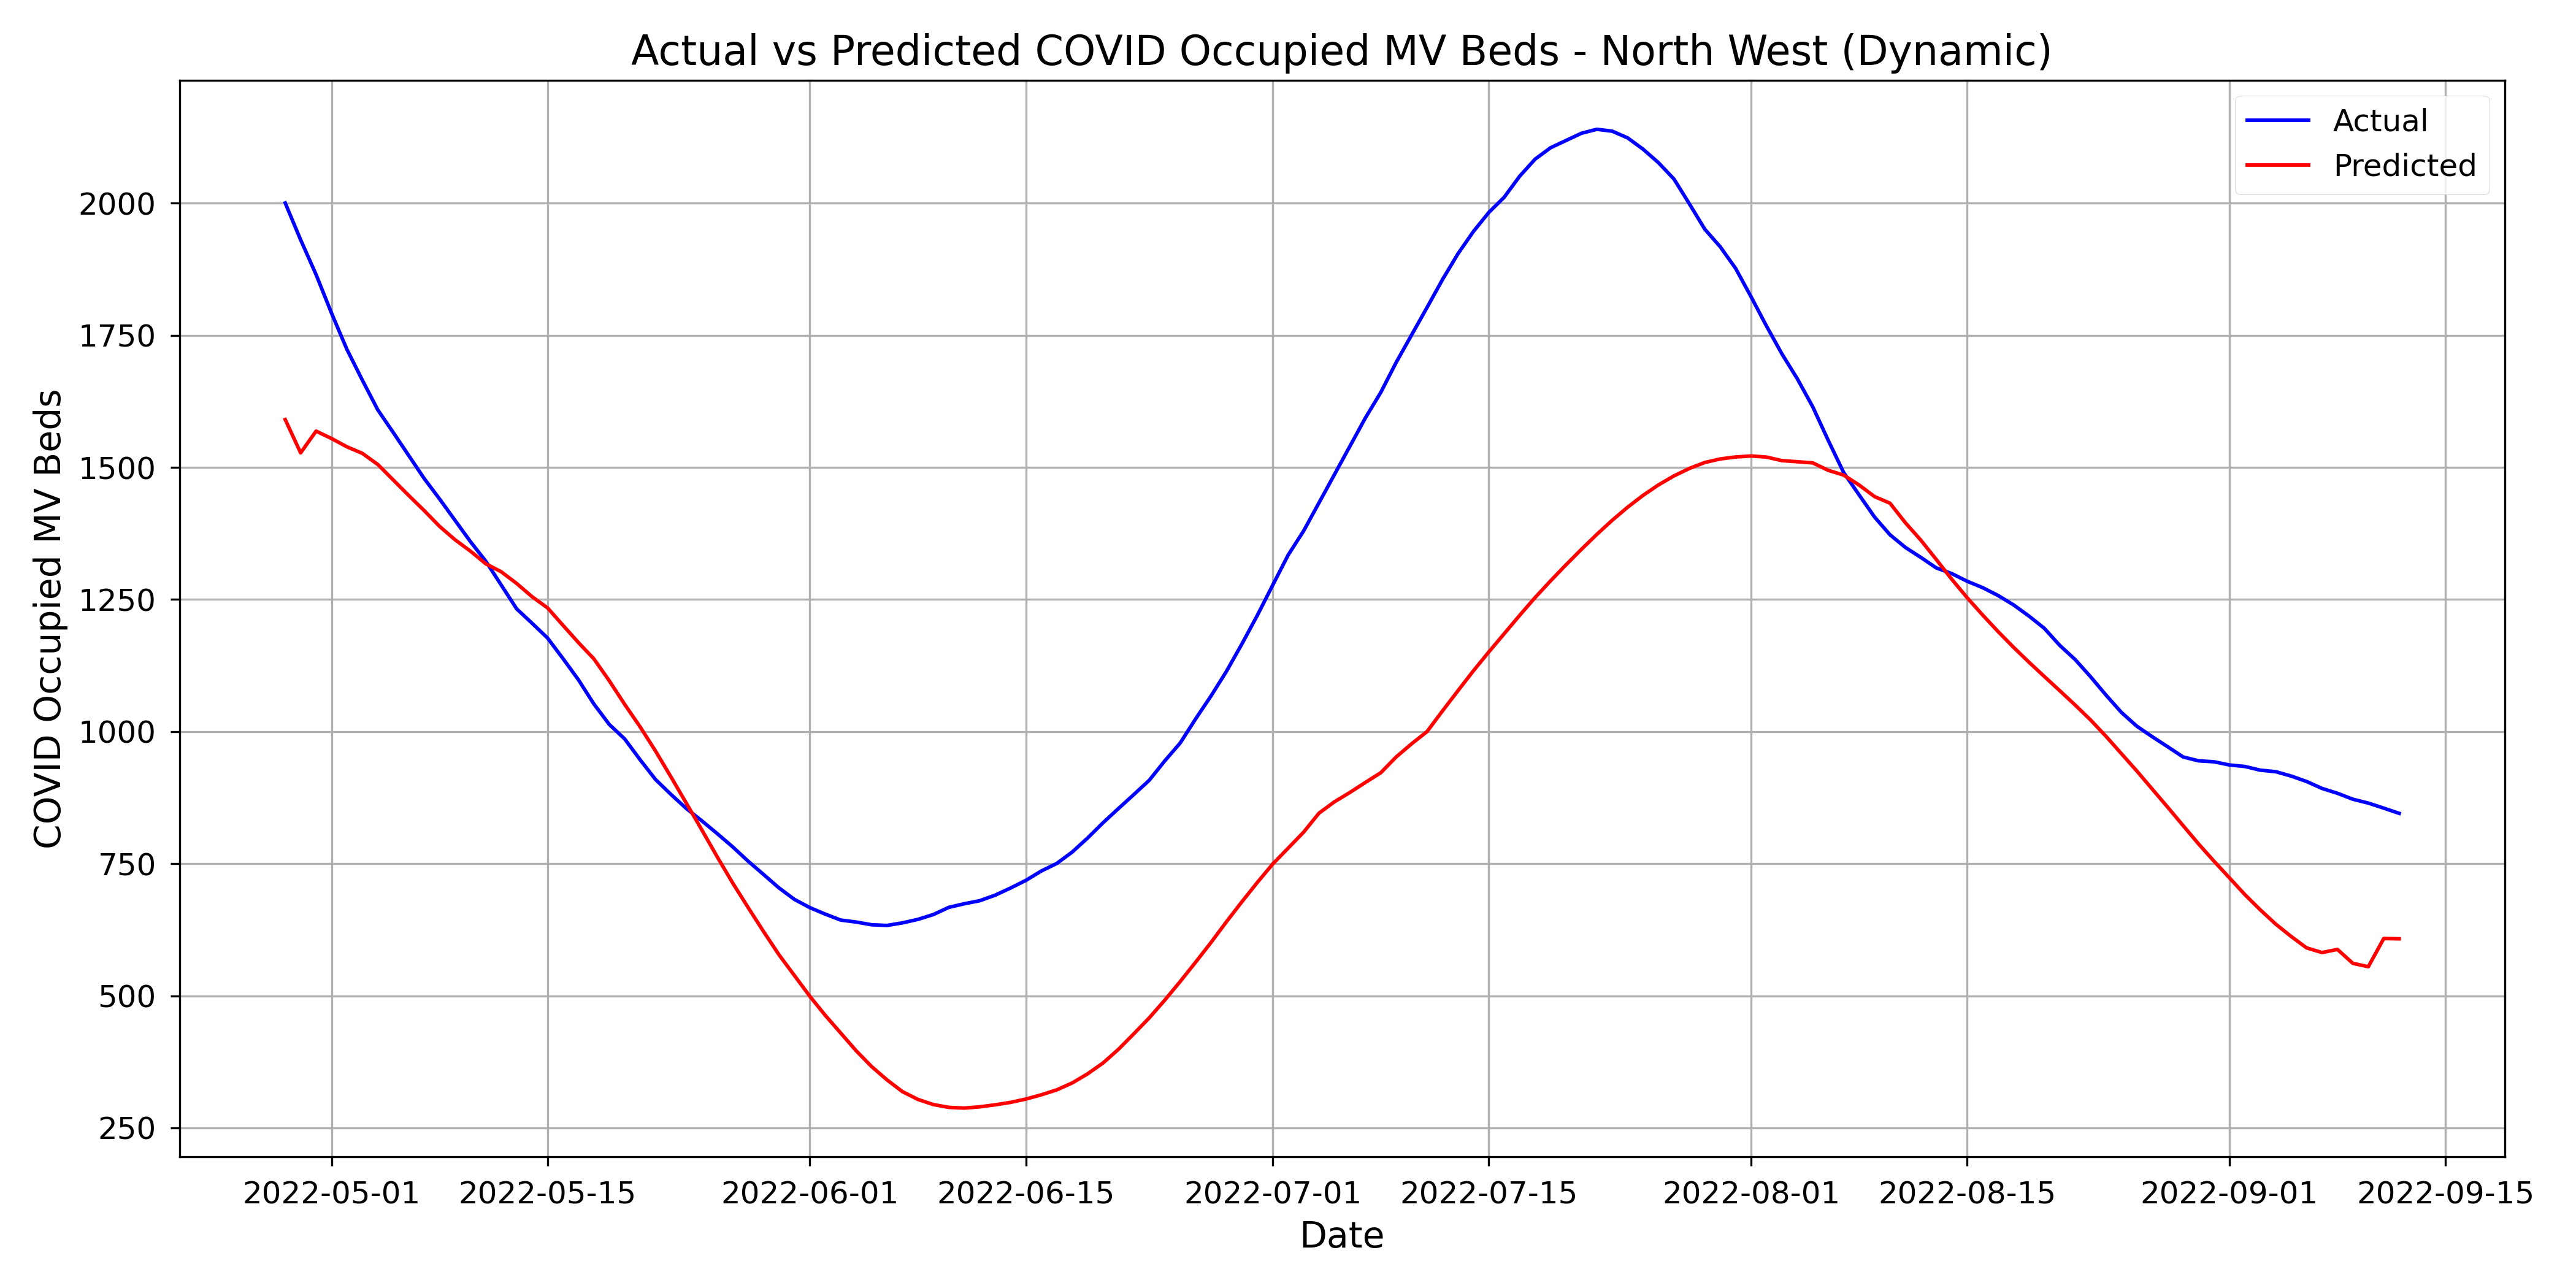 Actual vs Predicted COVID Occupied MV Beds - North West (Dynamic)
Actual
Predicted
COVID Occupied MV Beds
2000
1750
1500
1250
1000
750
500
250
2022-05-01 2022-05-15 2022-06-01 2022-06-15 2022-07-01 2022-07-15 2022-08-01 2022-08-15 2022-09-01 2022-09-15
Date